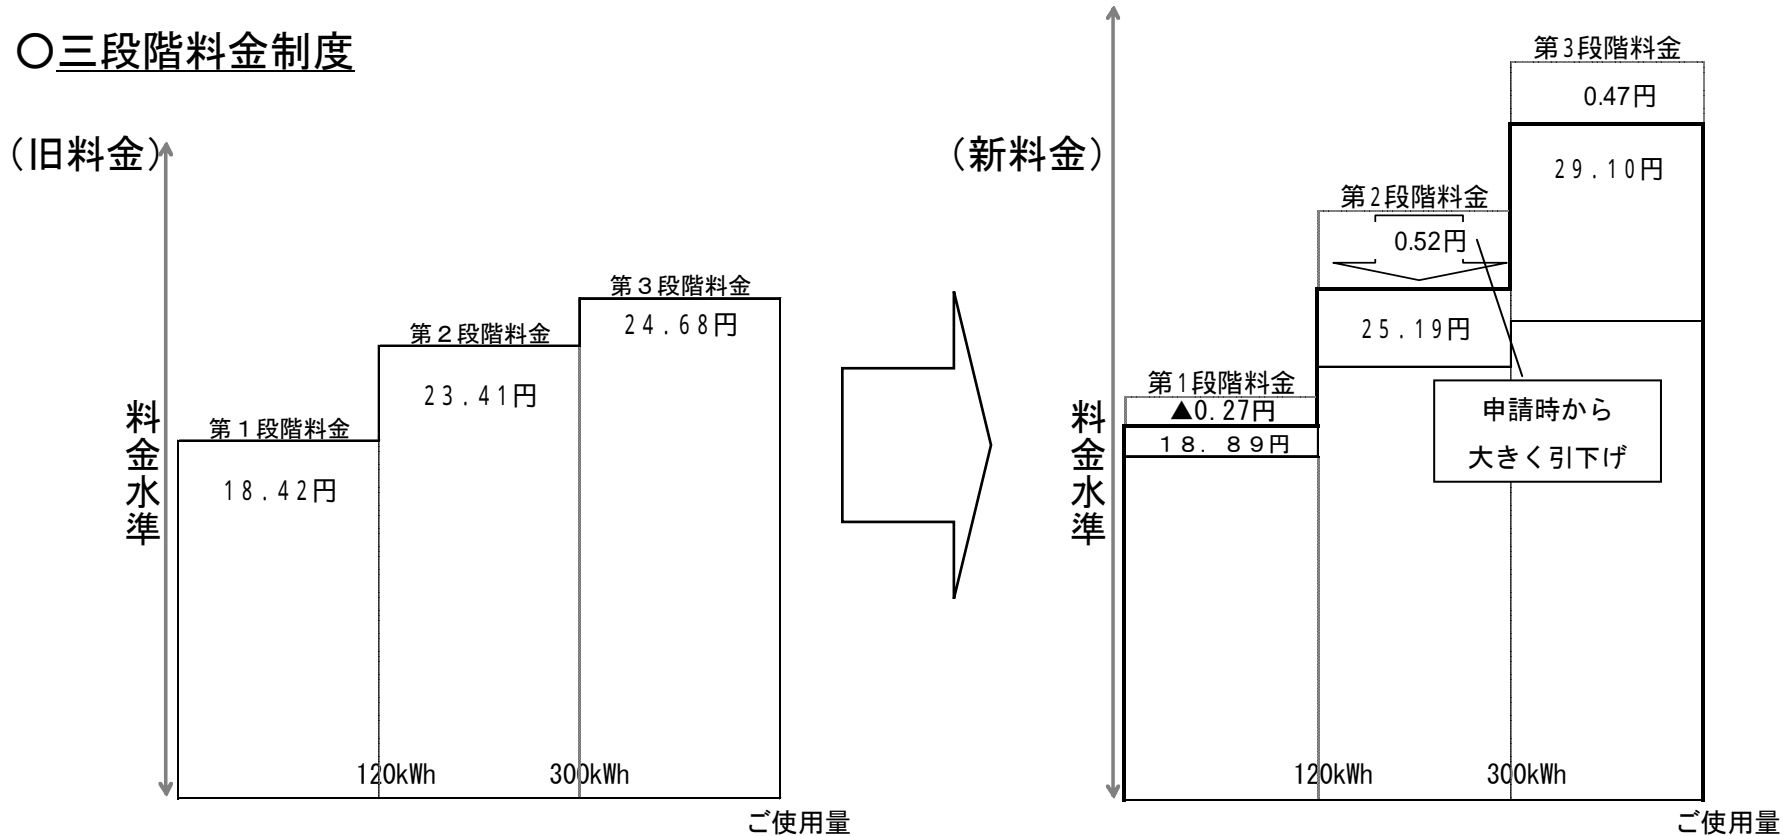 〇三段階料金制度
(旧料金)
料金水準
第1段階料金
18.42円
第2段階料金
23.41円
第3段階料金
24.68円
120kWh
300kWh
ご使用量
(新料金)
料金水準
第1段階料金
▲0.27円
18.89円
第2段階料金
0.52円
25.19円
第3段階料金
0.47円
29.10円
申請時から
大きく引下げ
120kWh
300kWh
ご使用量